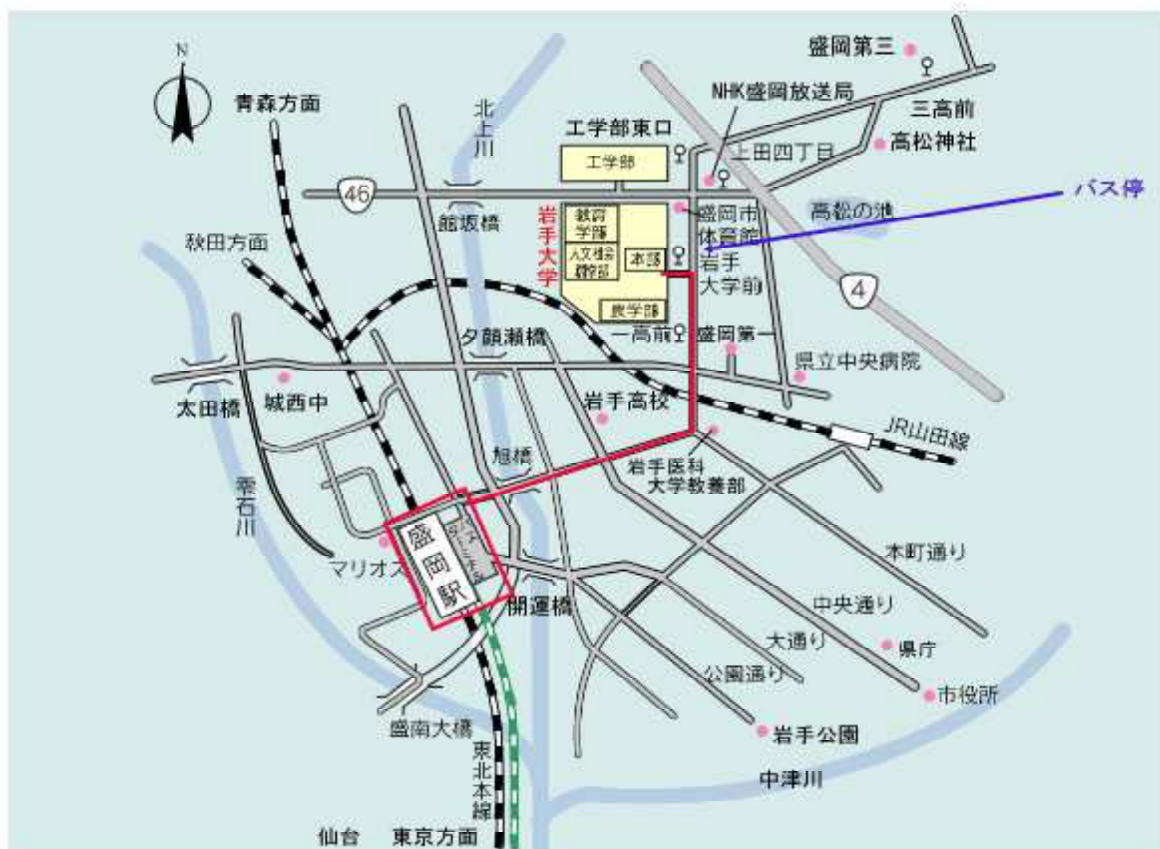 盛岡第三
N
NHK盛岡放送局
青森方面
北上川
三高前
工学部東口
上田四丁目
高松神社
工学部
46
バス停
館坂橋
岩手大学
教育
学部
盛岡市
体育館
高松の池
秋田方面
人文社会
本部
岩手
大学前
4
農学部
夕顔瀬橋
一高前
盛岡第一
県立中央病院
太田橋
城西中
岩手高校
JR山田線
旭橋
岩手医科
大学教養部
雫石川
バス
ターミナル
盛岡駅
マリオス
本町通り
開運橋
中央通り
大通り
県庁
公園通り
市役所
盛南大橋
岩手公園
東北本線
中津川
仙台
東京方面